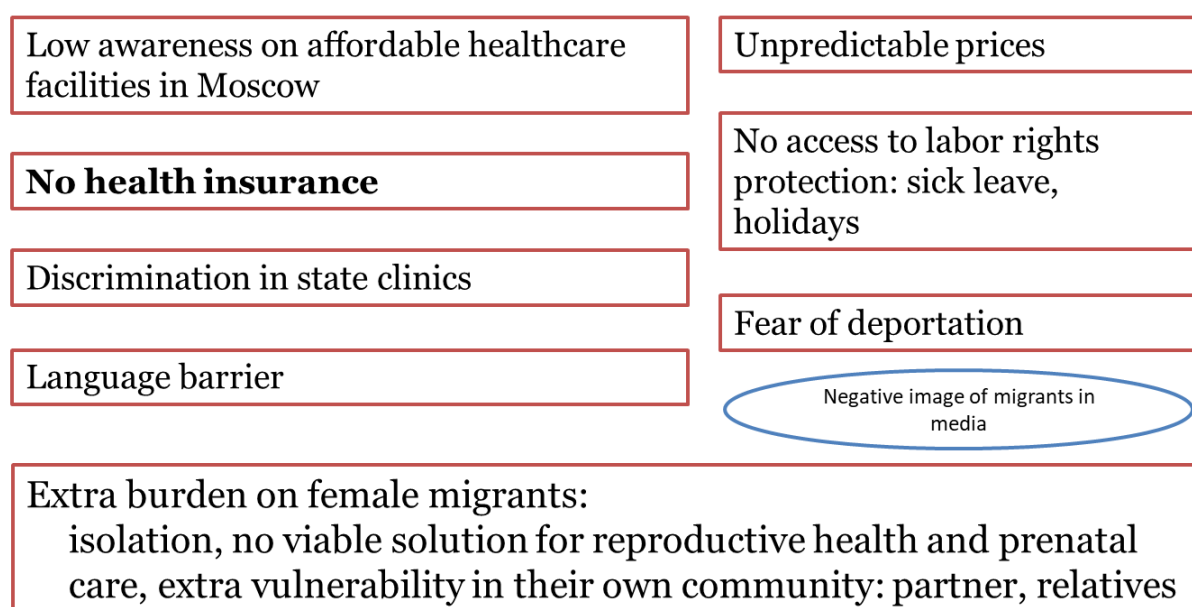 Low awareness on affordable healthcare
facilities in Moscow
No health insurance
Discrimination in state clinics
Language barrier
Unpredictable prices
No access to labor rights
protection: sick leave,
holidays
Fear of deportation
Negative image of migrants in
media
Extra burden on female migrants:
isolation, no viable solution for reproductive health and prenatal
care, extra vulnerability in their own community: partner, relatives